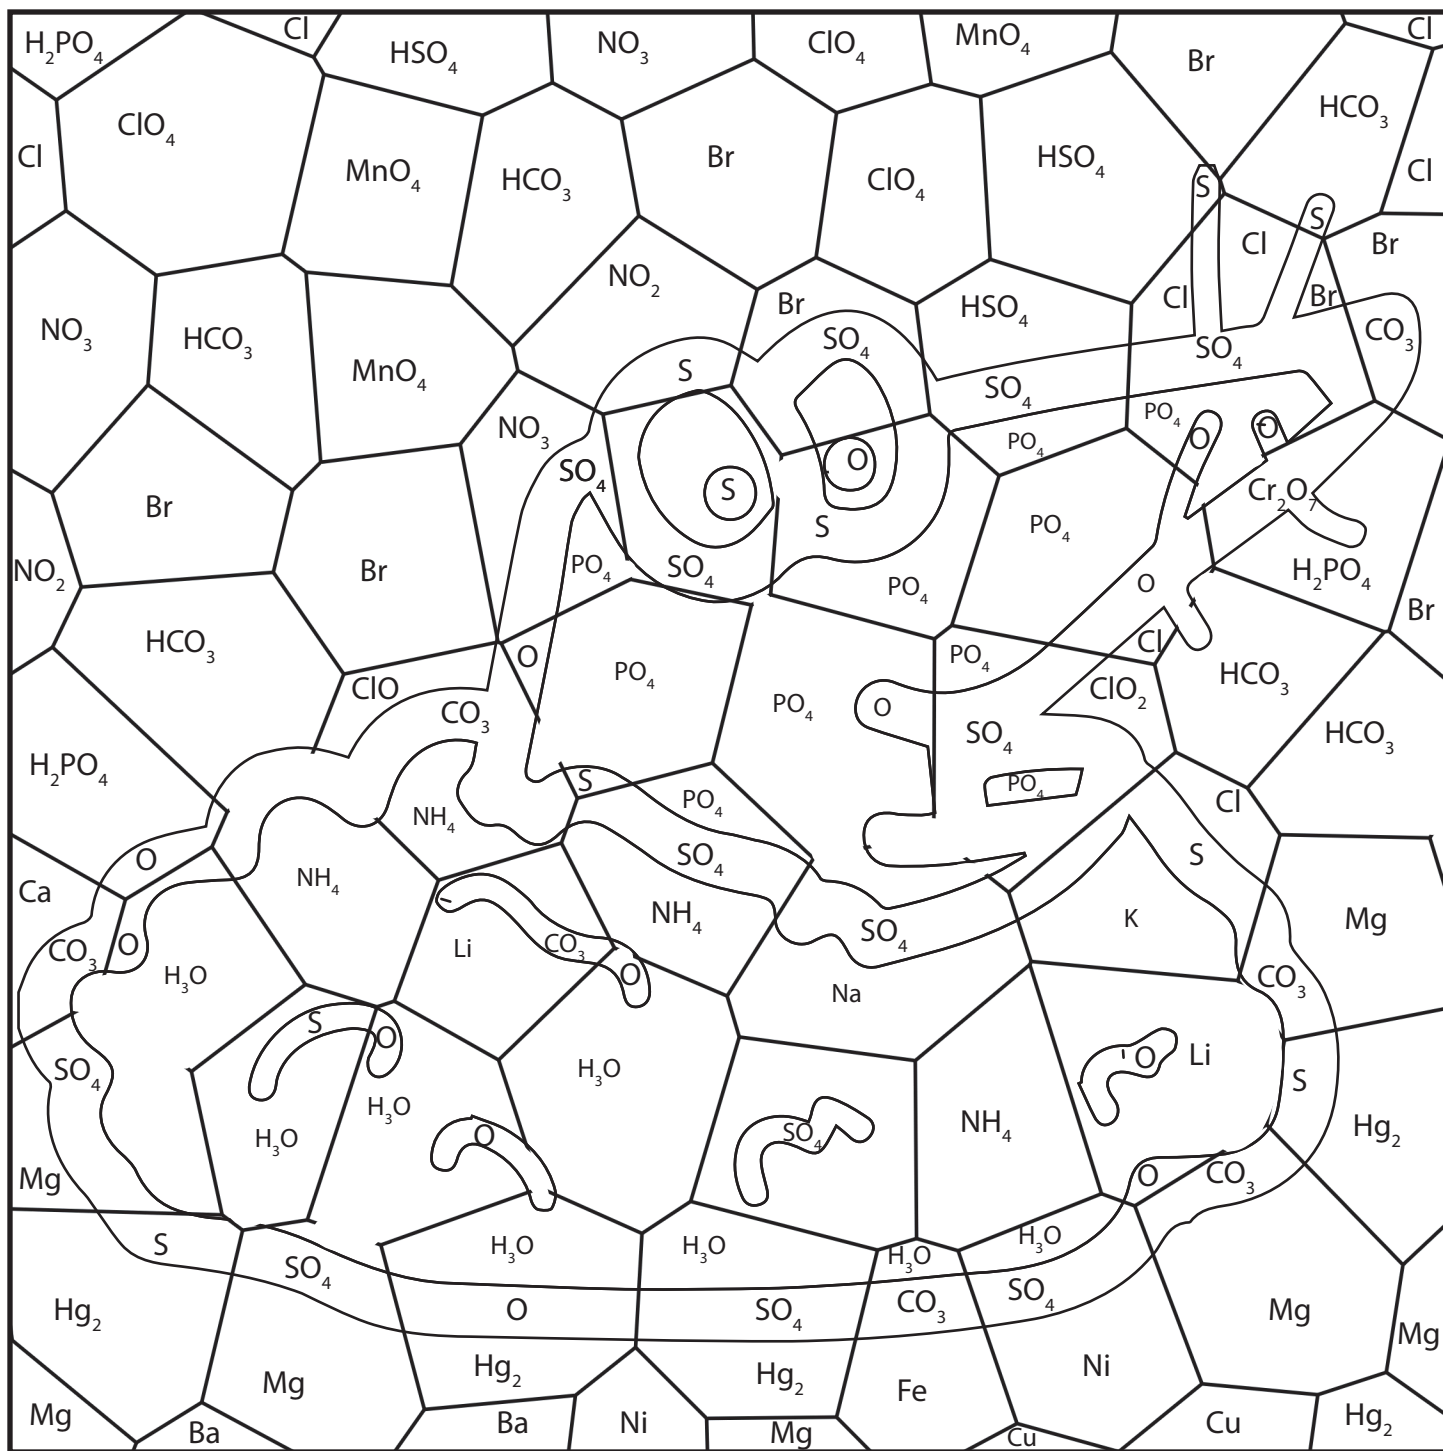 H₂PO₄ Cl HSO₄ NO₃ ClO₄ MnO₄ Br Cl
ClO₄ HCO₃
Cl MnO₄ HCO₃ Br ClO₄ HSO₄ Cl
S S
NO₂ Cl Br
Br HSO₄ Cl Br
NO₃ HCO₃ MnO₄ S SO₄ SO₄ CO₃
NO₃ SO₄ PO₄
SO₄ S O PO₄ O O
Br S Cr₂O₇
NO₂ Br PO₄ SO₄ PO₄ PO₄ O H₂PO₄
Br
HCO₃ O PO₄ PO₄ Cl
ClO CO₃ PO₄ O ClO₂ HCO₃
H₂PO₄ S SO₄ HCO₃
NH₄ PO₄ PO₄ Cl
O SO₄ S
Ca NH₄ NH₄ K Mg
CO₃ O Li CO₃ SO₄
H₃O O Na CO₃
S O
SO₄ H₃O O Li S
H₃O
H₃O O SO₄ NH₄ Hg₂
Mg O CO₃
S H₃O H₃O H₃O H₃O
SO₄
Hg₂ O SO₄ CO₃ SO₄ Mg
Mg
Mg Hg₂ Hg₂ Fe Ni
Mg Ba Ba Ni Mg Cu Cu Hg₂